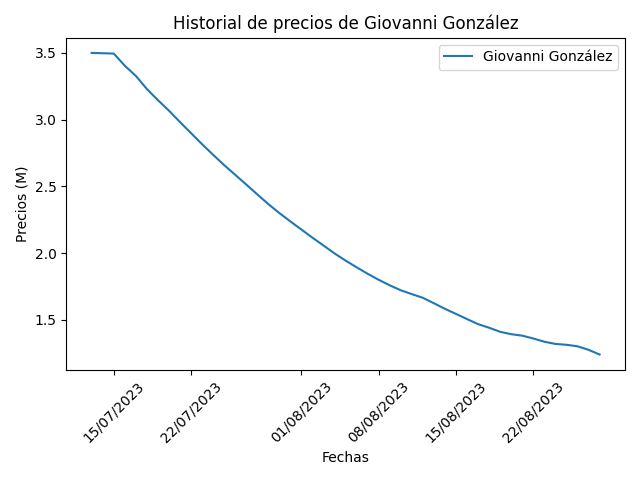 Historial de precios de Giovanni González
Giovanni González
Precios (M)
3.5
3.0
2.5
2.0
1.5
15/07/2023
22/07/2023
01/08/2023
08/08/2023
15/08/2023
22/08/2023
Fechas